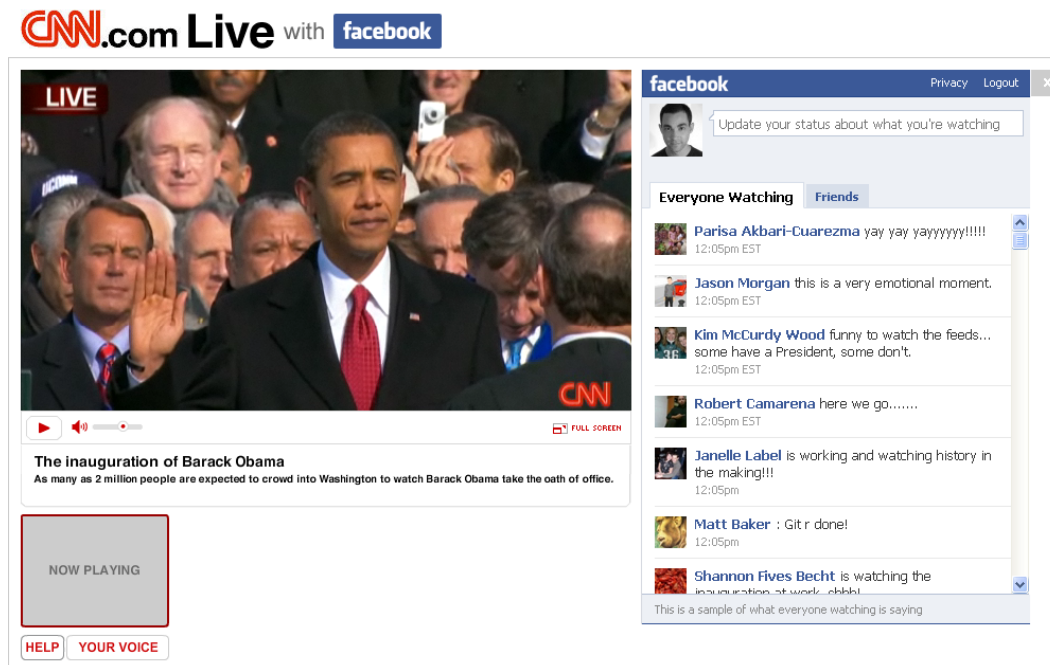 CNN.com Live with facebook
LIVE
UCONN
CNN
FULL SCREEN
The inauguration of Barack Obama
As many as 2 million people are expected to crowd into Washington to watch Barack Obama take the oath of office.
NOW PLAYING
HELP
YOUR VOICE
facebook
Privacy
Logout
X
Update your status about what you're watching
Everyone Watching
Friends
Parisa Akbari-Cuarezma yay yay yayyyyyy!!!!!
12:05pm EST
Jason Morgan this is a very emotional moment.
12:05pm EST
Kim McCurdy Wood funny to watch the feeds...
some have a President, some don't.
12:05pm EST
36
Robert Camarena here we go.......
12:05pm EST
Janelle Label is working and watching history in
the making!!!
12:05pm
Matt Baker : Git r done!
12:05pm
Shannon Fives Becht is watching the
inauguration at work, shhh!
This is a sample of what everyone watching is saying